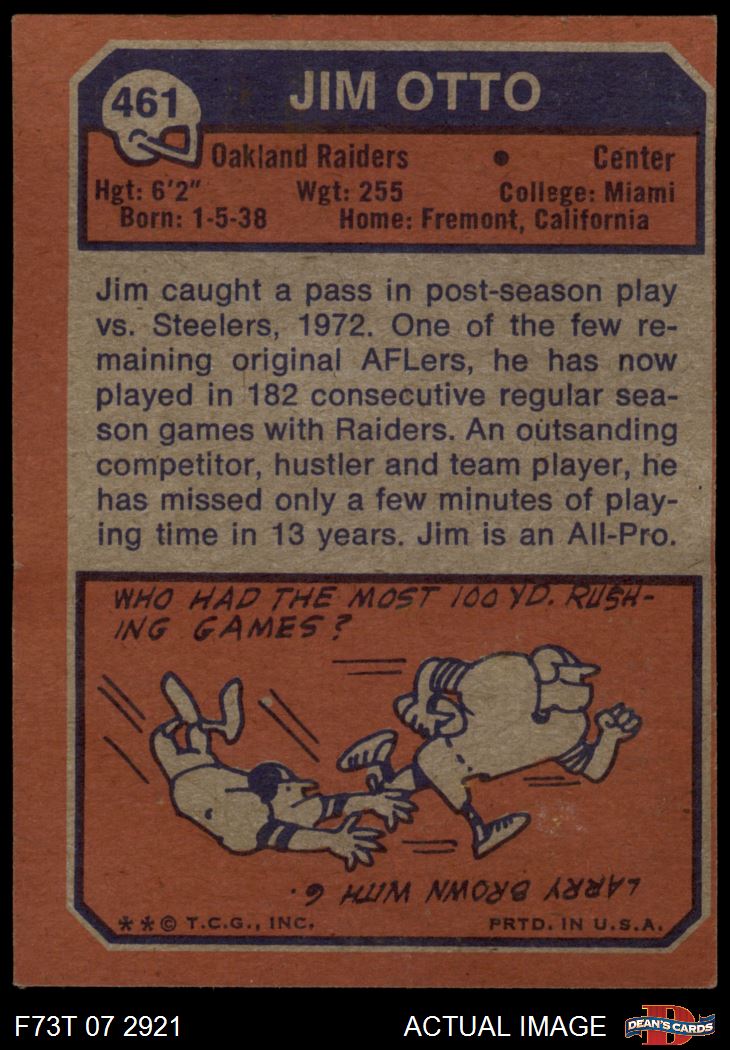 461
JIM OTTO
Oakland Raiders • Center
Hgt: 6'2" Wgt: 255 College: Miami
Born: 1-5-38 Home: Fremont, California
Jim caught a pass in post-season play
vs. Steelers, 1972. One of the few re-
maining original AFLers, he has now
played in 182 consecutive regular sea-
son games with Raiders. An outsanding
competitor, hustler and team player, he
has missed only a few minutes of play-
ing time in 13 years. Jim is an All-Pro.
WHO HAD THE MOST 100 YD. RUSH-
ING GAMES?
LARRY BROWN WITH 6.
** © T.C.G., INC. PRTD. IN U.S.A.
F73T 07 2921 ACTUAL IMAGE D DEAN'S CARDS